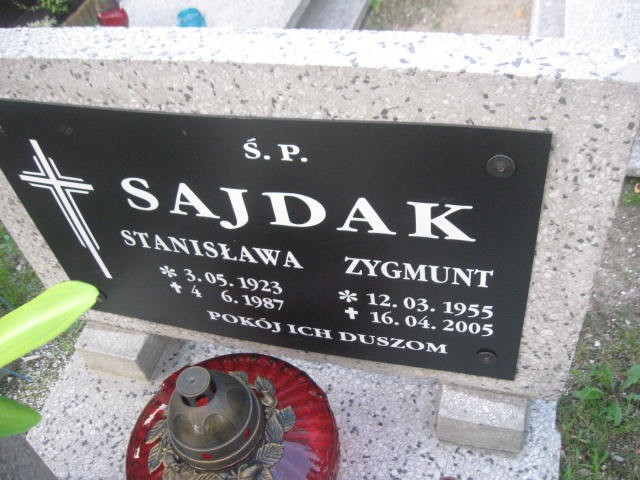 Ś. P.
SAJDAK
STANISŁAWA
* 3.05.1923
✝ 4 6.1987
ZYGMUNT
* 12.03.1955
✝ 16.04.2005
POKÓJ ICH DUSZOM